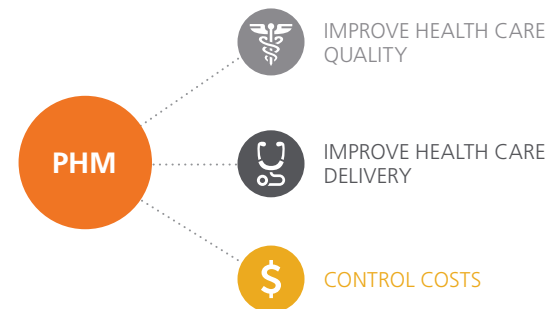 IMPROVE HEALTH CARE
QUALITY
PHM
IMPROVE HEALTH CARE
DELIVERY
$
CONTROL COSTS